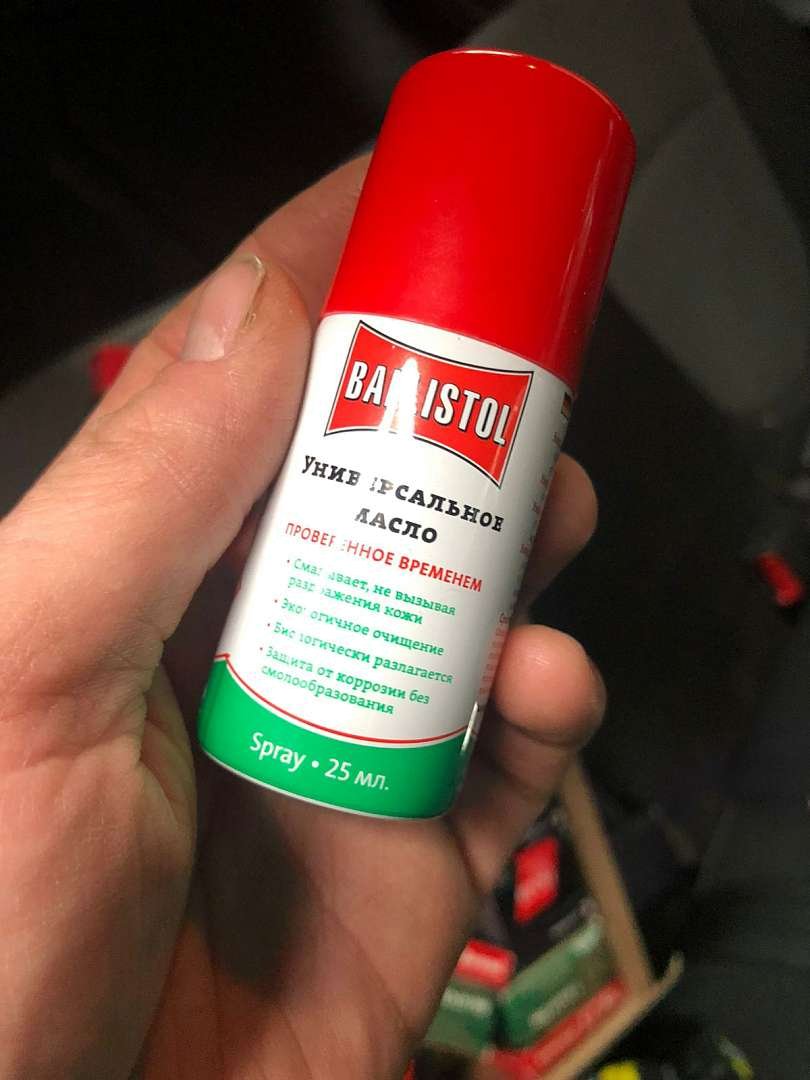 BALLISTOL
Универсальное
масло
ПРОВЕРЕННОЕ ВРЕМЕНЕМ
• Смазывает, не вызывая
раздражения кожи
• Экологичное очищение
• Биологически разлагается
• Защита от коррозии без
смолообразования
Spray • 25 мл.